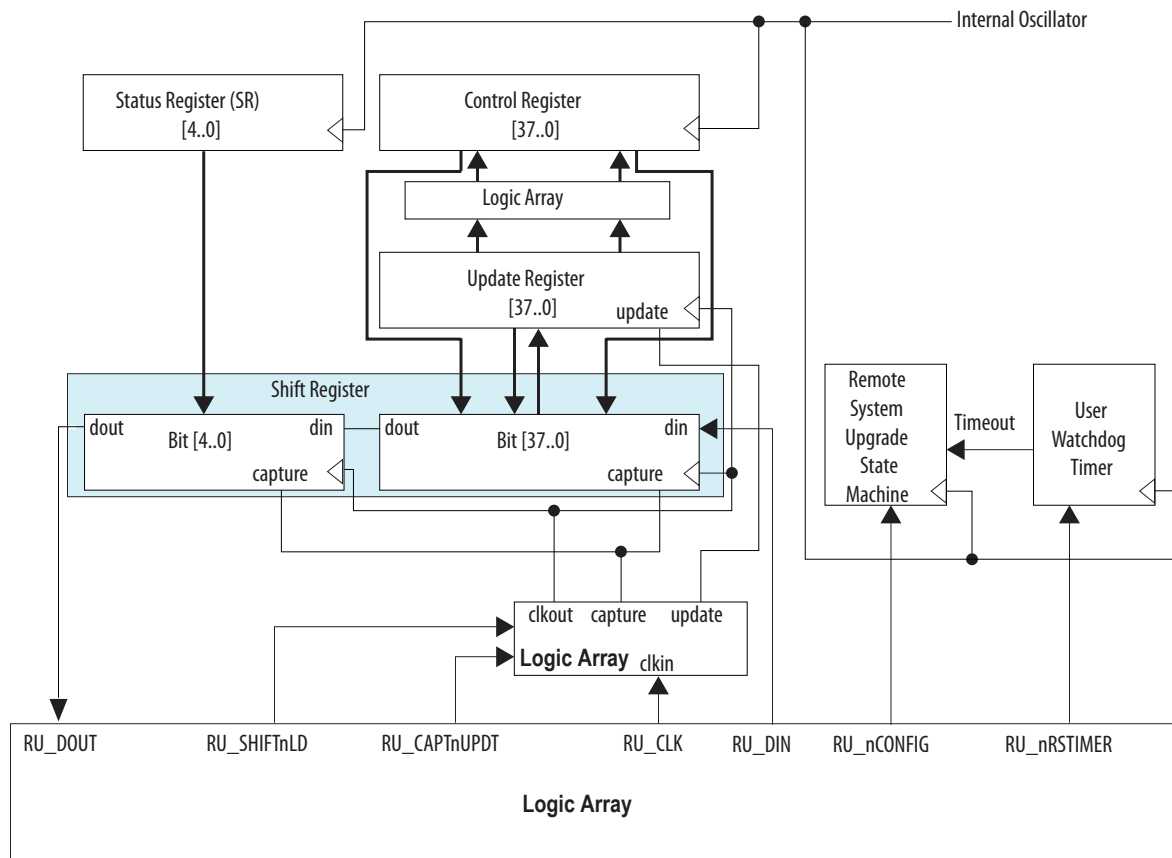 Internal Oscillator
Status Register (SR)
[4..0]
Control Register
[37..0]
Logic Array
Update Register
[37..0]
update
Shift Register
dout
Bit [4..0]
din
capture
dout
Bit [37..0]
din
capture
Remote
System
Upgrade
State
Machine
Timeout
User
Watchdog
Timer
clkout
capture
update
Logic Array
clkin
RU_DOUT
RU_SHIFTnLD
RU_CAPTnUPDT
RU_CLK
RU_DIN
RU_nCONFIG
RU_nRSTIMER
Logic Array